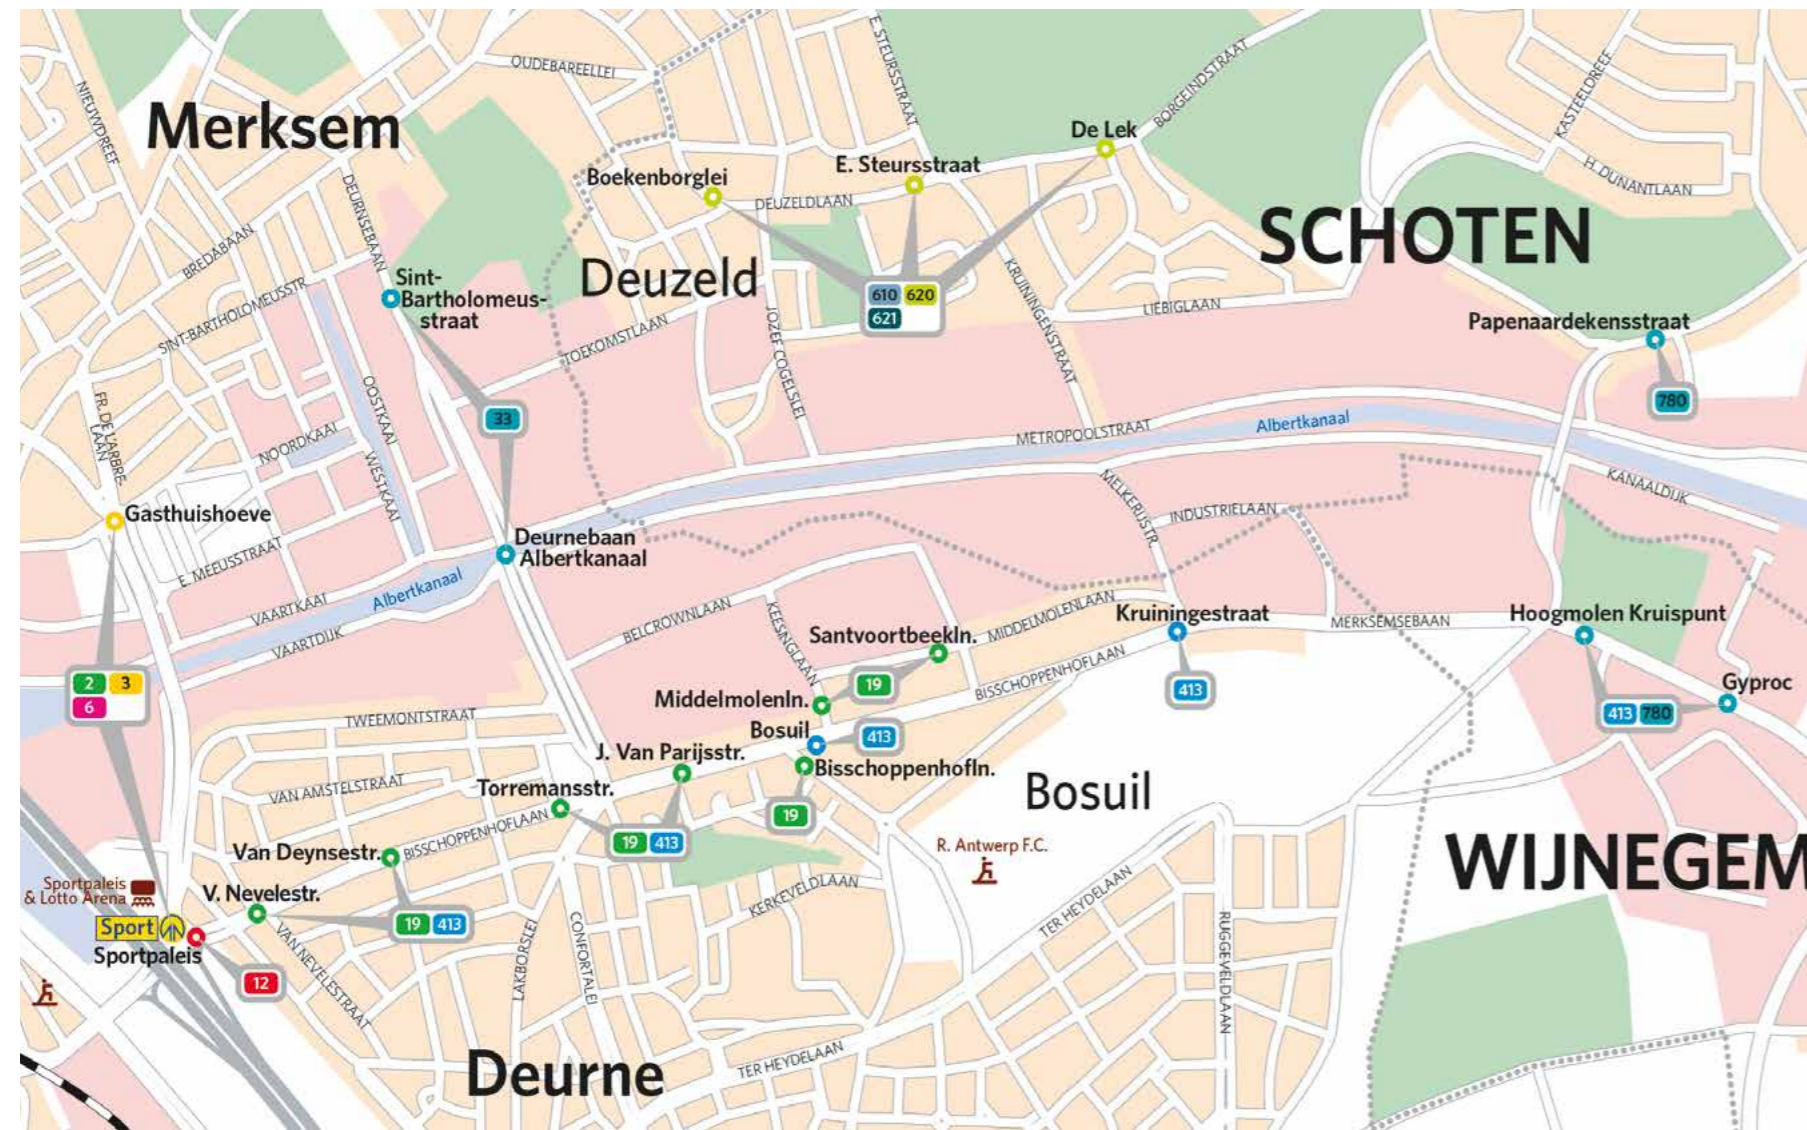 OUDEBAREELLEI
E. STEURSSTRAAT
BORGEINDSTRAAT
KASTEELDREEF
NIEUWDREEF
Merksem
De Lek
E. Steursstraat
Boekenborglei
DEUZELDLAAN
H. DUNANTLAAN
DEURNSEBAAN
SCHOTEN
BREDABAAN
Sint-
Bartholomeus-
straat
Deuzeld
610 620
621
KRUININGENSTRAAT
LIEBIGLAAN
Papenaardekensstraat
780
SINT-BARTHOLOMEUSSTR.
TOEKOMSTLAAN
JOZEF COGELSLEI
33
OOSTKAAI
WESTKAAI
NOORDKAAI
FR. DE L'ARBRE-
LAAN
METROPOOLSTRAAT
Albertkanaal
KANAALDIJK
MELKERIJSTR.
INDUSTRIELAAN
Gasthuishoeve
Deurnebaan
Albertkanaal
E. MEEUSSTRAAT
VAARTKAAT
Albertkanaal
VAARTDIJK
BELCROWNLAAN
KEESINGLAAN
Santvoortbeekln.
MIDDELMOLENLAAN
Kruiningestraat
MERKSEMSEBAAN
Hoogmolen Kruispunt
2 3
6
19
Middelmolenln.
BISSCHOPPENHOFLAAN
413
Gyproc
413 780
TWEEMONTSTRAAT
Bosuil
413
J. Van Parijsstr.
Bisschoppenhofln.
Torremansstr.
VAN AMSTELSTRAAT
Bosuil
19
BISSCHOPPENHOFLAAN
19 413
Van Deynsestr.
R. Antwerp F.C.
WIJNEGEM
Sportpaleis
& Lotto Arena
V. Nevelestr.
KERKEVELDLAAN
TER HEYDELAAN
RUGGEVELDLAAN
19 413
Sport
Sportpaleis
VAN NEVELESTRAAT
LAKBORSLEI
CONFORTALEI
12
Deurne
TER HEYDELAAN